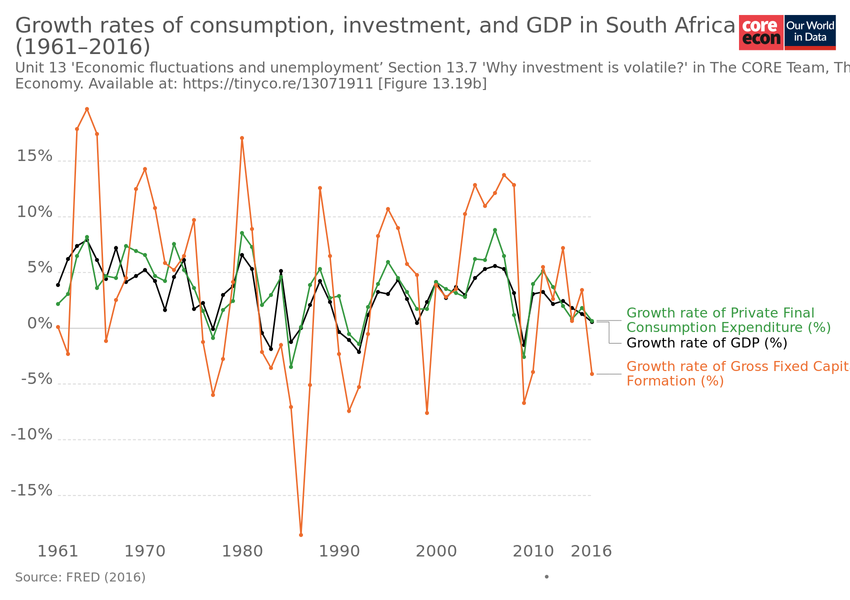 Growth rates of consumption, investment, and GDP in South Africa
(1961–2016)
core
econ
Our World
in Data
Unit 13 'Economic fluctuations and unemployment’ Section 13.7 'Why investment is volatile?' in The CORE Team, Th
Economy. Available at: https://tinyco.re/13071911 [Figure 13.19b]
15%
10%
5%
0%
-5%
-10%
-15%
Growth rate of Private Final
Consumption Expenditure (%)
Growth rate of GDP (%)
Growth rate of Gross Fixed Capit
Formation (%)
1961 1970 1980 1990 2000 2010 2016
Source: FRED (2016)